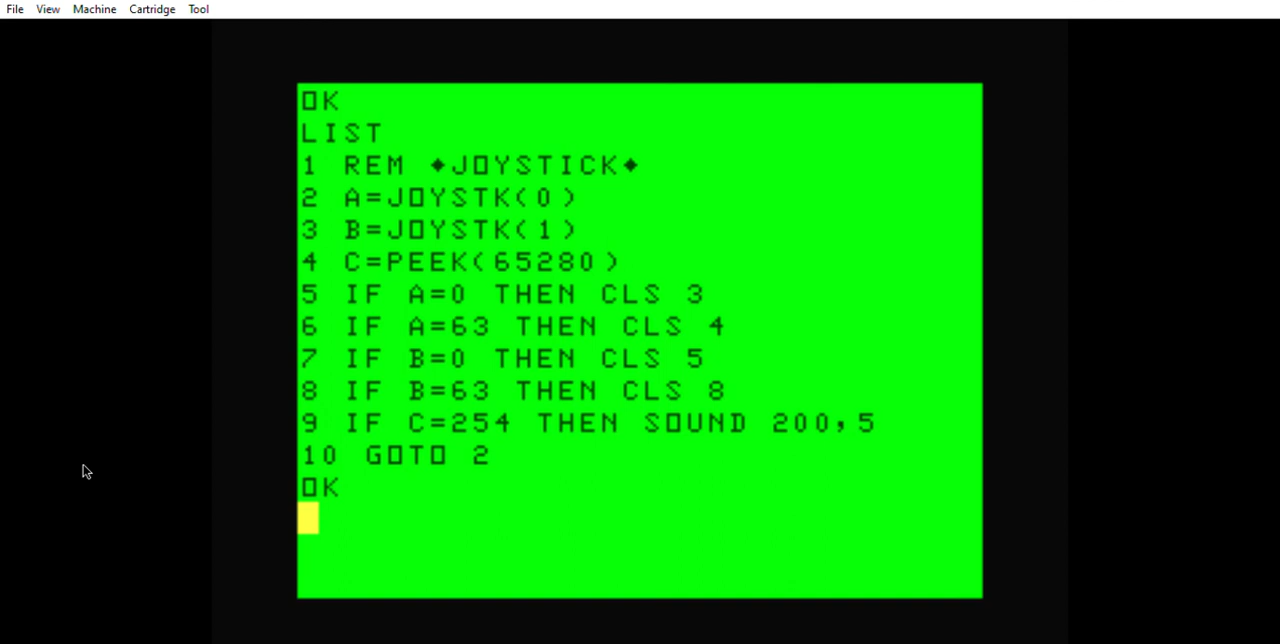 File View Machine Cartridge Tool
OK
LIST
1 REM *JOYSTICK*
2 A=JOYSTK(0)
3 B=JOYSTK(1)
4 C=PEEK(65280)
5 IF A=0 THEN CLS 3
6 IF A=63 THEN CLS 4
7 IF B=0 THEN CLS 5
8 IF B=63 THEN CLS 8
9 IF C=254 THEN SOUND 200,5
10 GOTO 2
OK